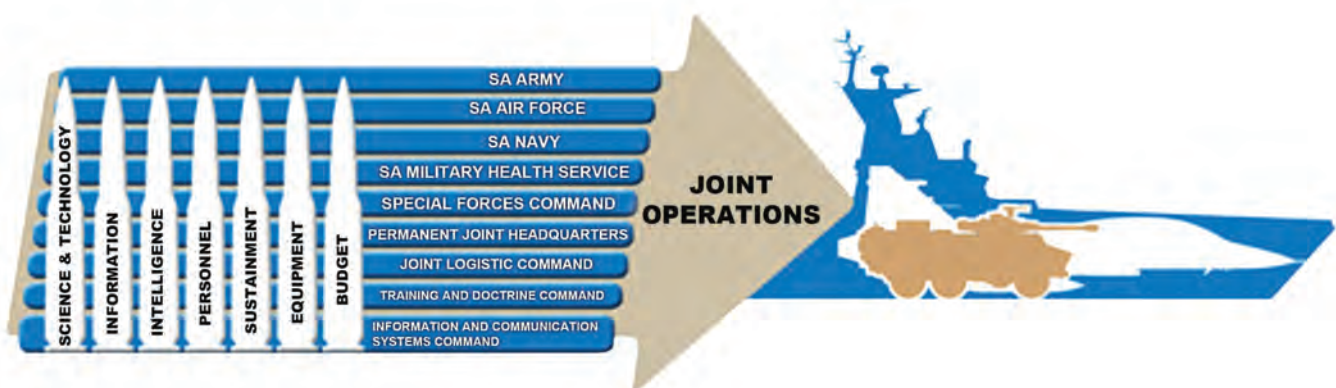 SCIENCE & TECHNOLOGY
INFORMATION
INTELLIGENCE
PERSONNEL
SUSTAINMENT
EQUIPMENT
BUDGET
SA ARMY
SA AIR FORCE
SA NAVY
SA MILITARY HEALTH SERVICE
SPECIAL FORCES COMMAND
PERMANENT JOINT HEADQUARTERS
JOINT LOGISTIC COMMAND
TRAINING AND DOCTRINE COMMAND
INFORMATION AND COMMUNICATION
SYSTEMS COMMAND
JOINT
OPERATIONS